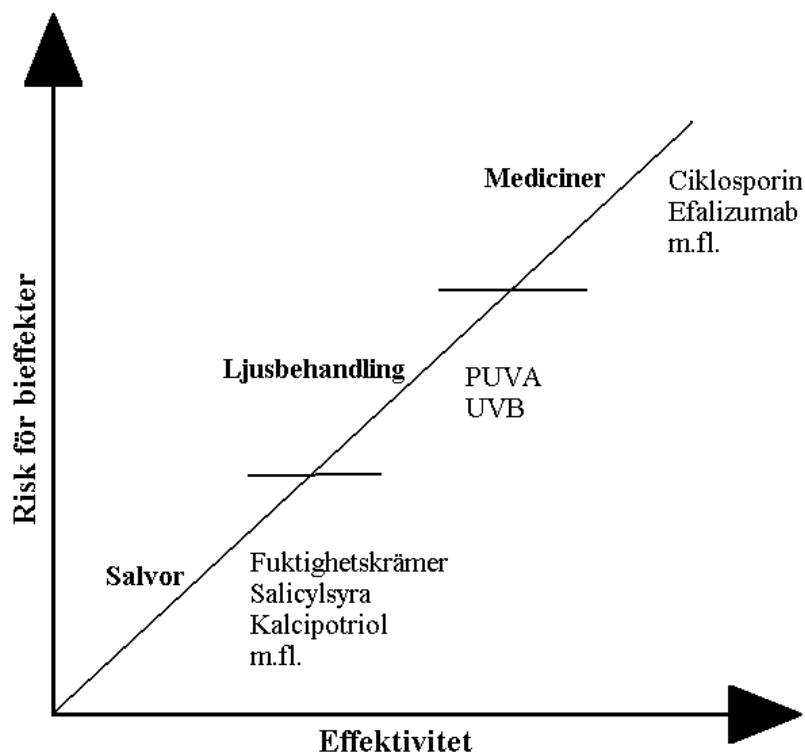 Mediciner
Ciklosporin
Efalizumab
m.fl.
Ljusbehandling
PUVA
UVB
Salvor
Fuktighetskrämer
Salicylsyra
Kalcipotriol
m.fl.
Risk för bieffekter
Effektivitet